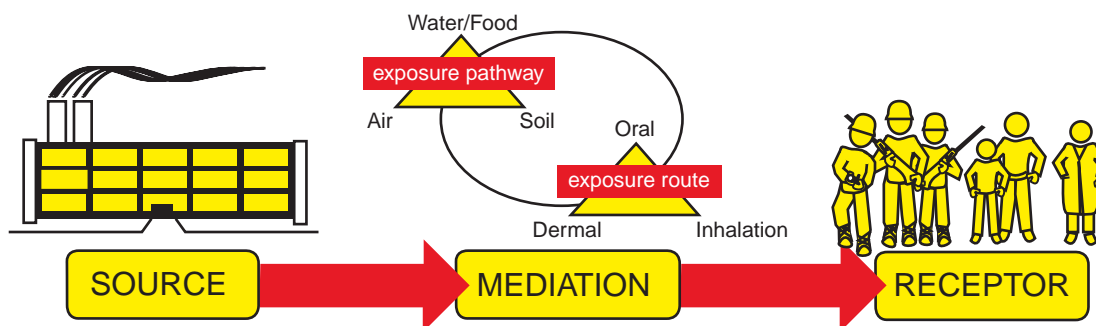 Water/Food
exposure pathway
Air
Soil
Oral
exposure route
Dermal
Inhalation
SOURCE
MEDIATION
RECEPTOR